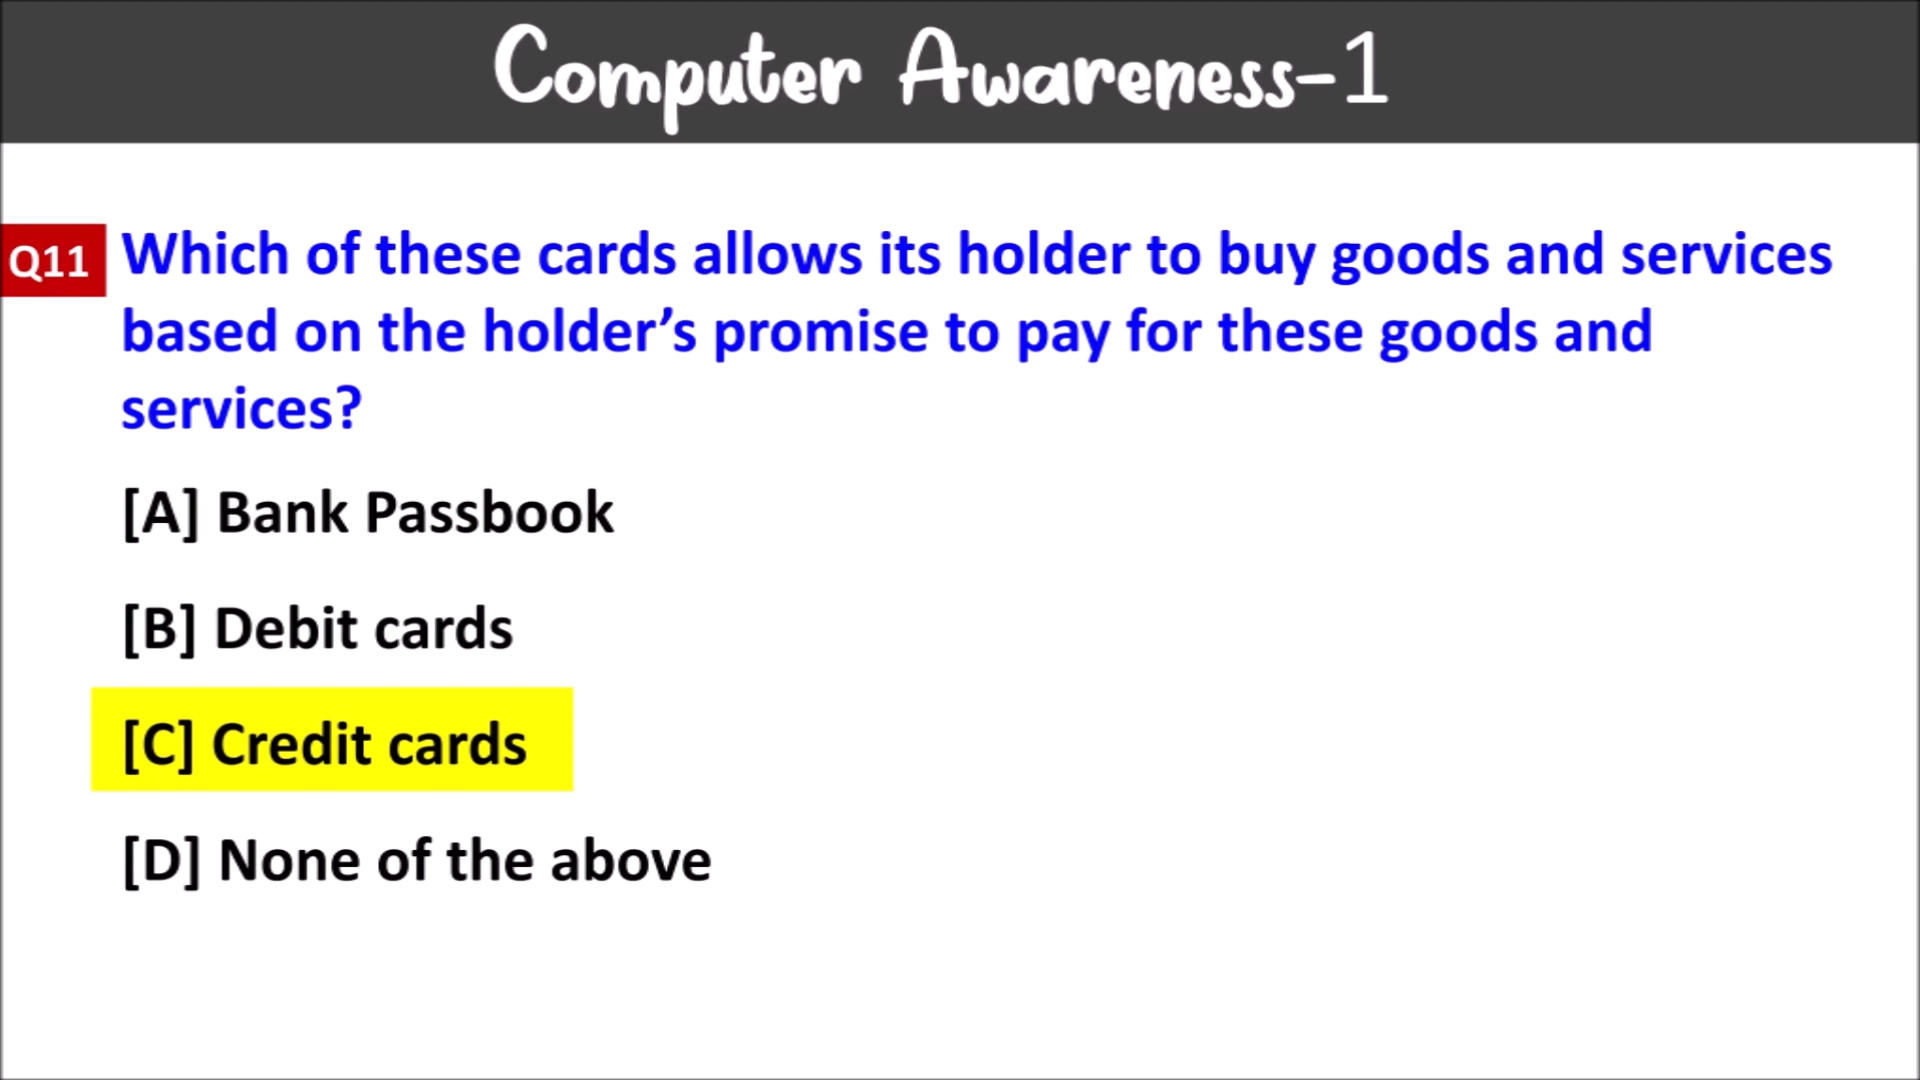 Computer Awareness-1
Q11 Which of these cards allows its holder to buy goods and services
based on the holder’s promise to pay for these goods and
services?
[A] Bank Passbook
[B] Debit cards
[C] Credit cards
[D] None of the above